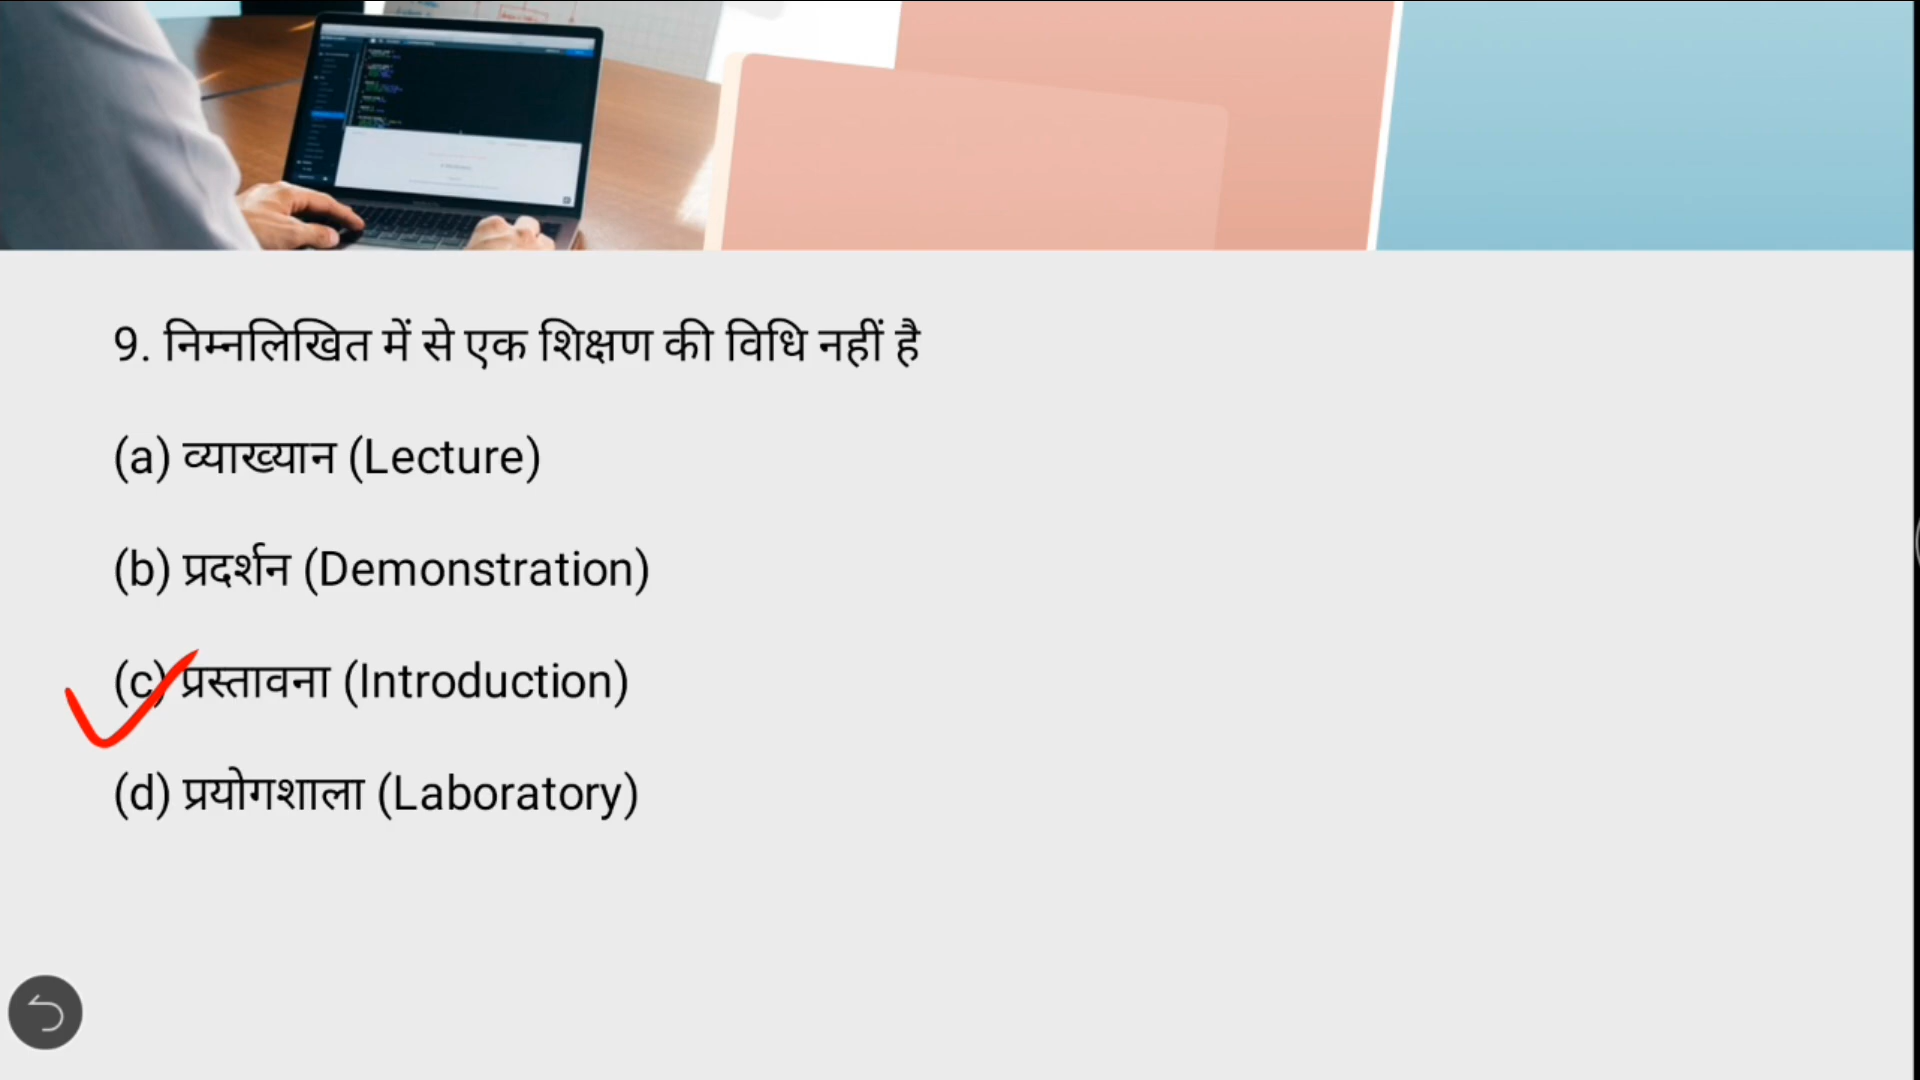 9. निम्नलिखित में से एक शिक्षण की विधि नहीं है
(a) व्याख्यान (Lecture)
(b) प्रदर्शन (Demonstration)
(c) प्रस्तावना (Introduction)
(d) प्रयोगशाला (Laboratory)